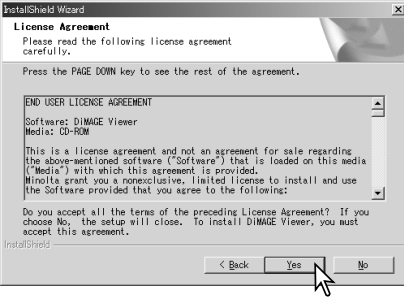 InstallShield Wizard
License Agreement
Please read the following license agreement
carefully.
Press the PAGE DOWN key to see the rest of the agreement.
END USER LICENSE AGREEMENT
Software: DiMAGE Viewer
Media: CD-ROM
This is a license agreement and not an agreement for sale regarding
the above-mentioned software ("Software") that is loaded on this media
("Media") with which this agreement is provided.
Minolta grant you a nonexclusive, limited license to install and use
the Software provided that you agree to the following:
Do you accept all the terms of the preceding License Agreement? If you
choose No, the setup will close. To install DiMAGE Viewer, you must
accept this agreement.
InstallShield
< Back Yes No